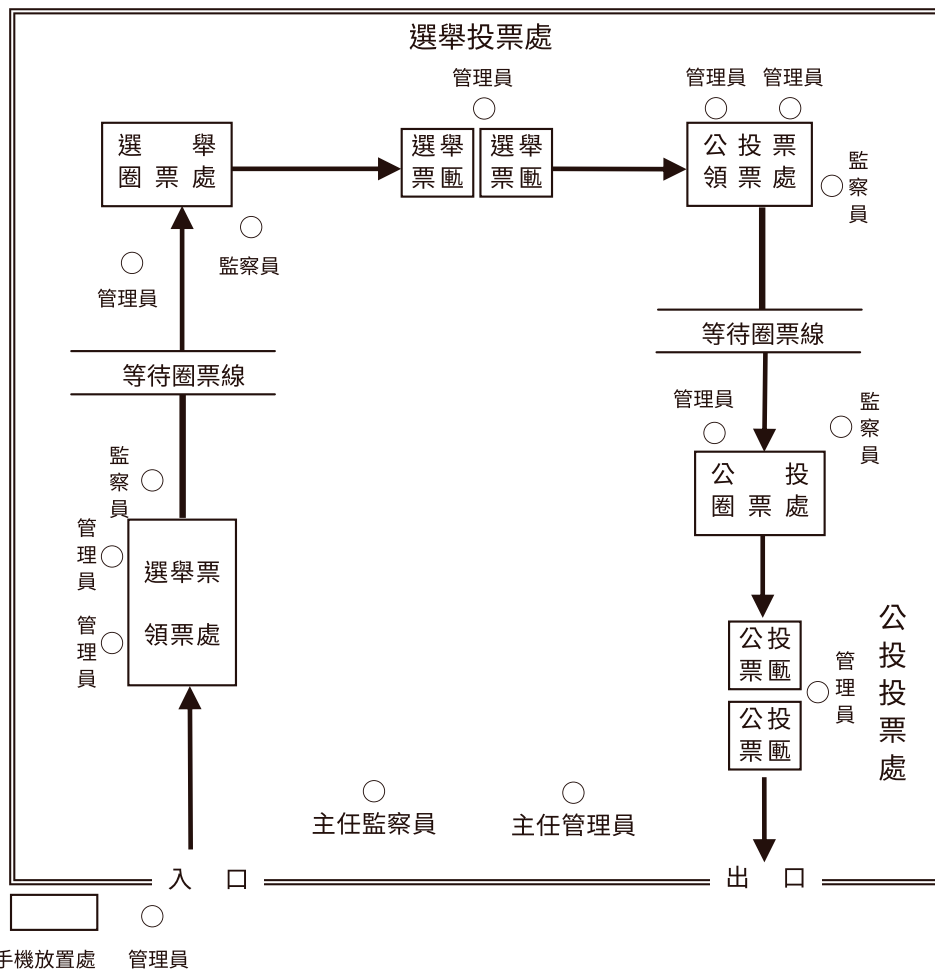 選舉投票處
管理員
管理員
管理員
選舉
圈票處
選舉
票匭
選舉
票匭
公投票
領票處
監察員
監察員
管理員
等待圈票線
等待圈票線
管理員
監察員
公投
圈票處
監察員
管理員
管理員
選舉票
領票處
公投
票匭
公投
票匭
管理員
公投投票處
主任監察員
主任管理員
入口
出口
手機放置處
管理員